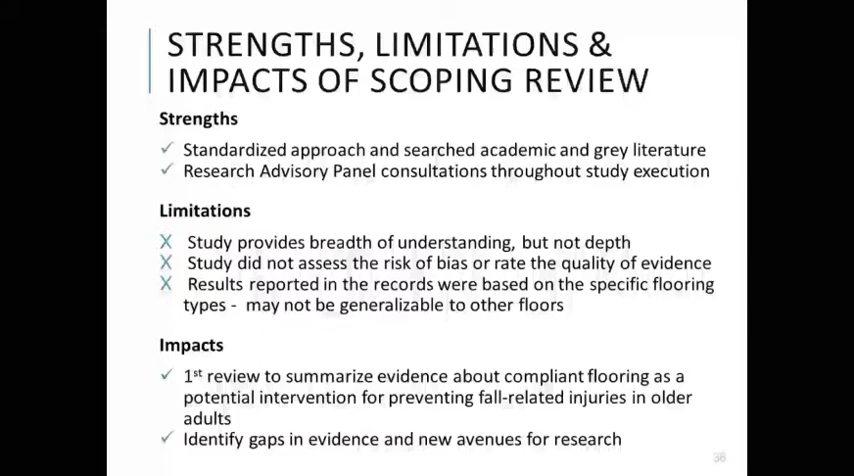 STRENGTHS, LIMITATIONS &
IMPACTS OF SCOPING REVIEW
Strengths
✓ Standardized approach and searched academic and grey literature
✓ Research Advisory Panel consultations throughout study execution
Limitations
X Study provides breadth of understanding, but not depth
X Study did not assess the risk of bias or rate the quality of evidence
X Results reported in the records were based on the specific flooring
types - may not be generalizable to other floors
Impacts
✓ 1st review to summarize evidence about compliant flooring as a
potential intervention for preventing fall-related injuries in older
adults
✓ Identify gaps in evidence and new avenues for research